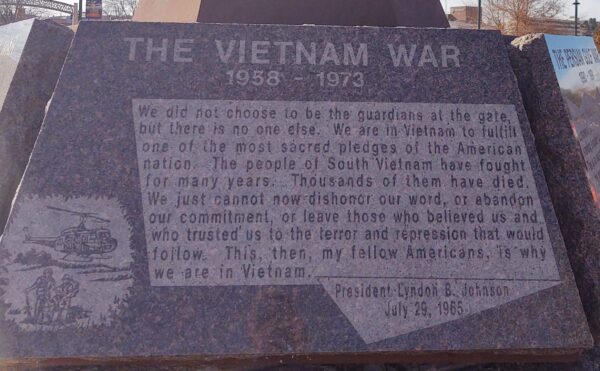 THE VIETNAM WAR
1958 - 1973
We did not choose to be the guardians at the gate,
but there is no one else. We are in Vietnam to fulfill
one of the most sacred pledges of the American
nation. The people of South Vietnam have fought
for many years. Thousands of them have died.
We just cannot now dishonor our word, or abandon
our commitment, or leave those who believed us and
who trusted us to the terror and repression that would
follow. This, then, my fellow Americans, is why
we are in Vietnam.
President Lyndon B. Johnson
July 29, 1965
THE PERSIAN GULF WAR